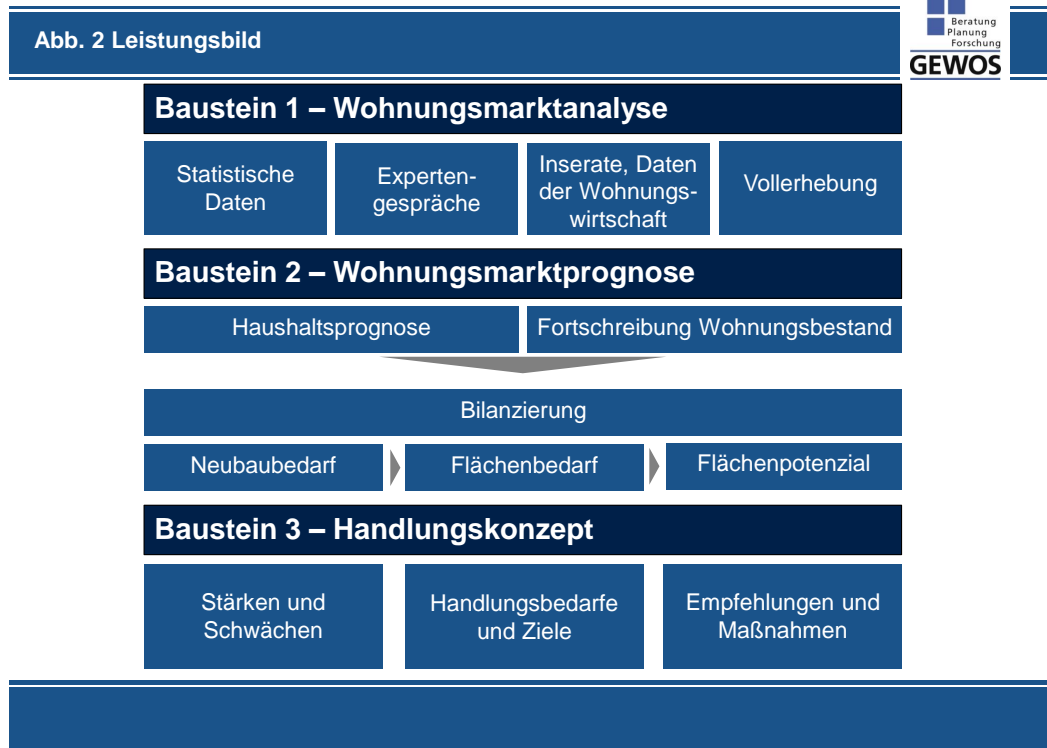 Abb. 2 Leistungsbild
Beratung
Planung
Forschung
GEWOS
Baustein 1 – Wohnungsmarktanalyse
Statistische
Daten
Experten-
gespräche
Inserate, Daten
der Wohnungs-
wirtschaft
Vollerhebung
Baustein 2 – Wohnungsmarktprognose
Haushaltsprognose
Fortschreibung Wohnungsbestand
Bilanzierung
Neubaubedarf
Flächenbedarf
Flächenpotenzial
Baustein 3 – Handlungskonzept
Stärken und
Schwächen
Handlungsbedarfe
und Ziele
Empfehlungen und
Maßnahmen